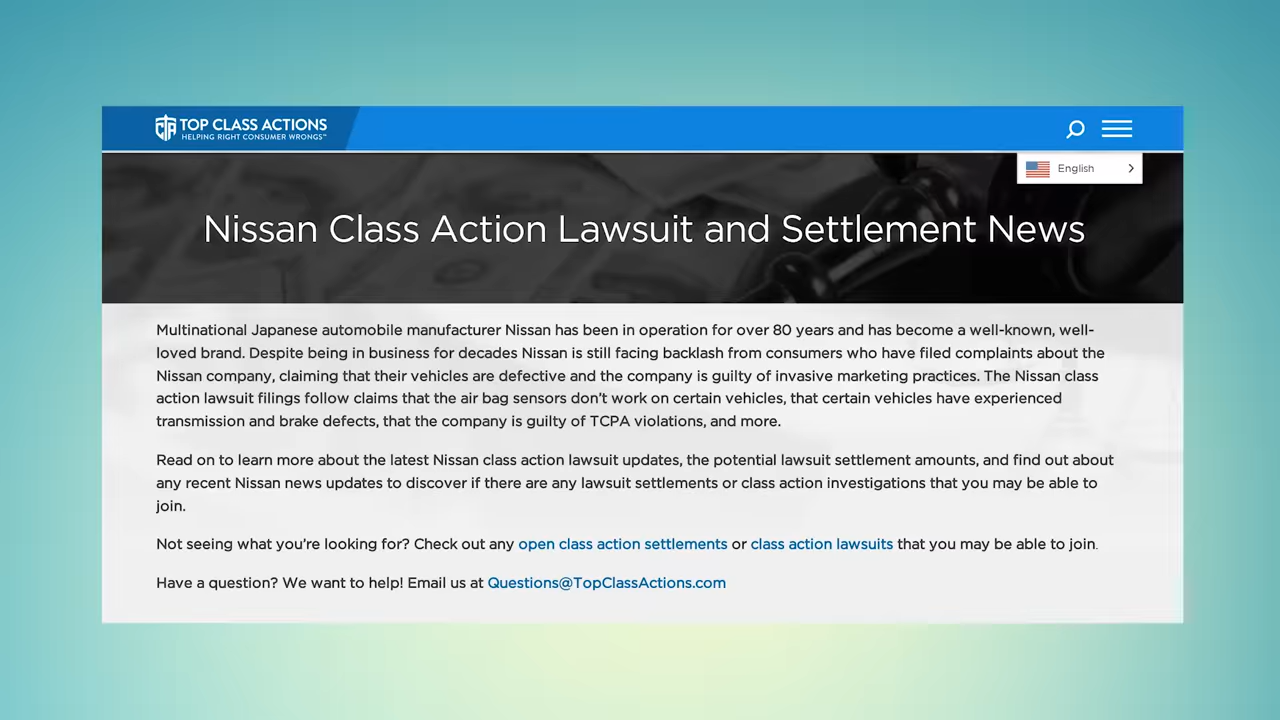 TOP CLASS ACTIONS
HELPING RIGHT CONSUMER WRONGS™
English
Nissan Class Action Lawsuit and Settlement News
Multinational Japanese automobile manufacturer Nissan has been in operation for over 80 years and has become a well-known, well-
loved brand. Despite being in business for decades Nissan is still facing backlash from consumers who have filed complaints about the
Nissan company, claiming that their vehicles are defective and the company is guilty of invasive marketing practices. The Nissan class
action lawsuit filings follow claims that the air bag sensors don't work on certain vehicles, that certain vehicles have experienced
transmission and brake defects, that the company is guilty of TCPA violations, and more.
Read on to learn more about the latest Nissan class action lawsuit updates, the potential lawsuit settlement amounts, and find out about
any recent Nissan news updates to discover if there are any lawsuit settlements or class action investigations that you may be able to
join.
Not seeing what you're looking for? Check out any open class action settlements or class action lawsuits that you may be able to join.
Have a question? We want to help! Email us at Questions@TopClassActions.com